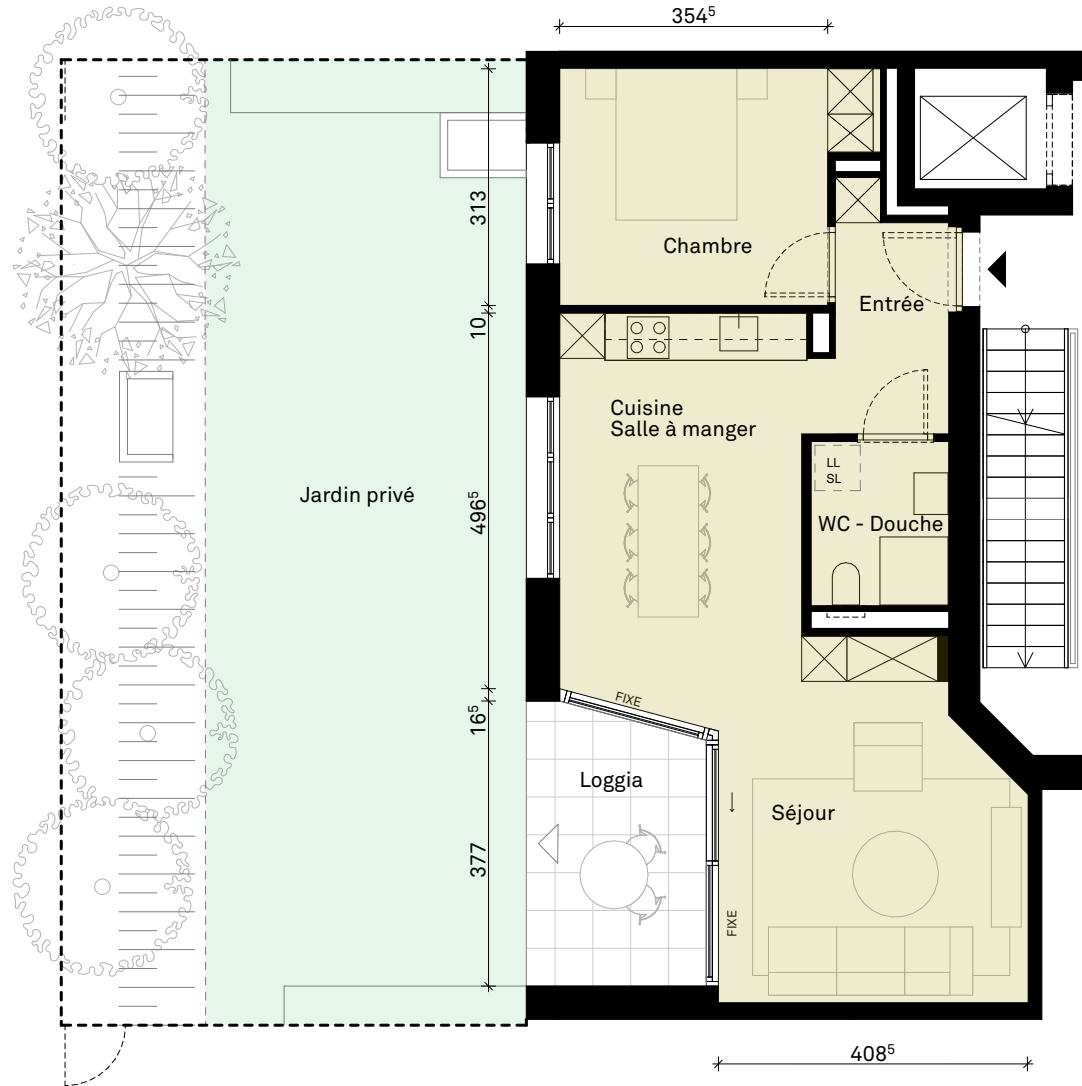 354⁵
313
Chambre
Entrée
10
Cuisine
Salle à manger
LL
SL
Jardin privé
496⁵
WC - Douche
FIXE
16⁵
Loggia
Séjour
377
FIXE
408⁵